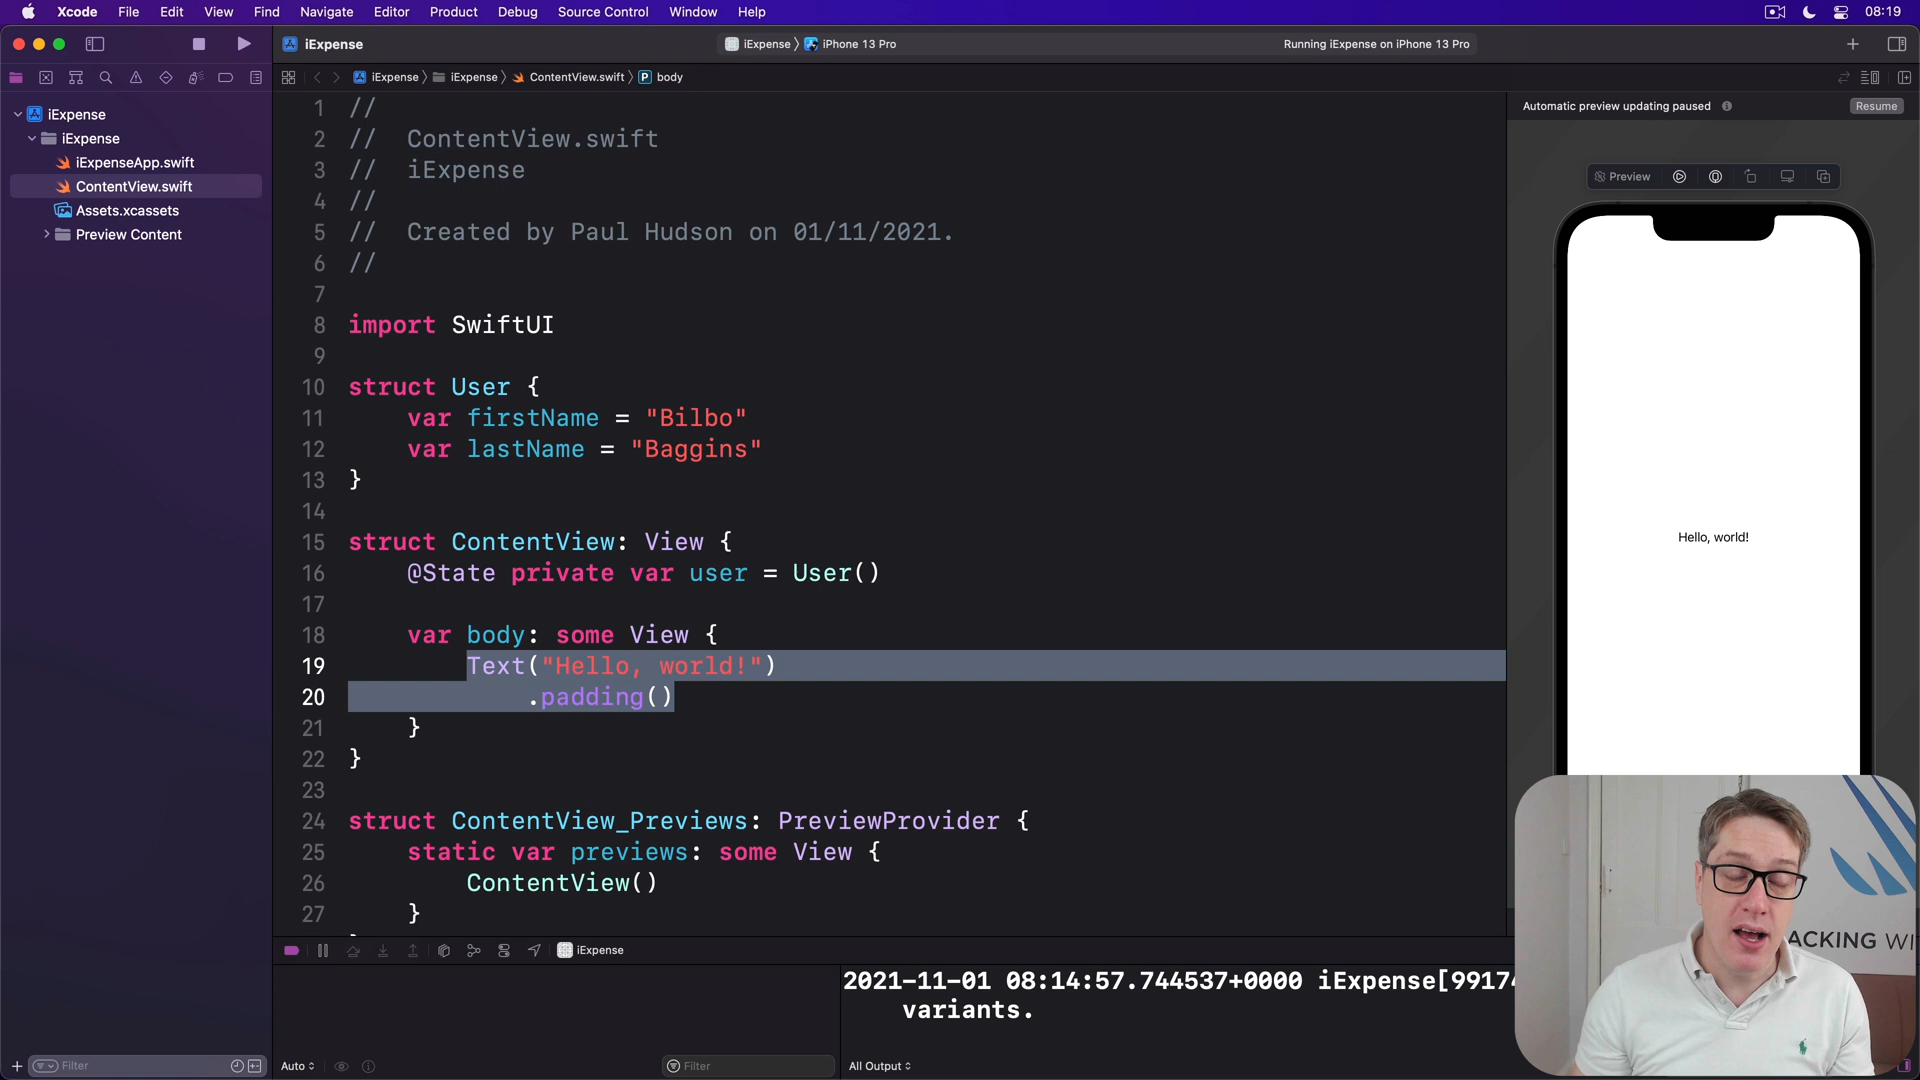 Xcode File Edit View Find Navigate Editor Product Debug Source Control Window Help 08:19
iExpense iExpense 〉 iPhone 13 Pro Running iExpense on iPhone 13 Pro
iExpense 〉 iExpense 〉 ContentView.swift 〉 P body
Automatic preview updating paused Resume
iExpense
iExpense
iExpenseApp.swift
ContentView.swift
Assets.xcassets
Preview Content
1 //
2 //  ContentView.swift
3 //  iExpense
4 //
5 //  Created by Paul Hudson on 01/11/2021.
6 //
7
8 import SwiftUI
9
10 struct User {
11     var firstName = "Bilbo"
12     var lastName = "Baggins"
13 }
14
15 struct ContentView: View {
16     @State private var user = User()
17
18     var body: some View {
19         Text("Hello, world!")
20             .padding()
21     }
22 }
23
24 struct ContentView_Previews: PreviewProvider {
25     static var previews: some View {
26         ContentView()
27     }
Preview
Hello, world!
ACKING WI
iExpense
2021-11-01 08:14:57.744537+0000 iExpense[9917
variants.
Filter
Auto
Filter
All Output